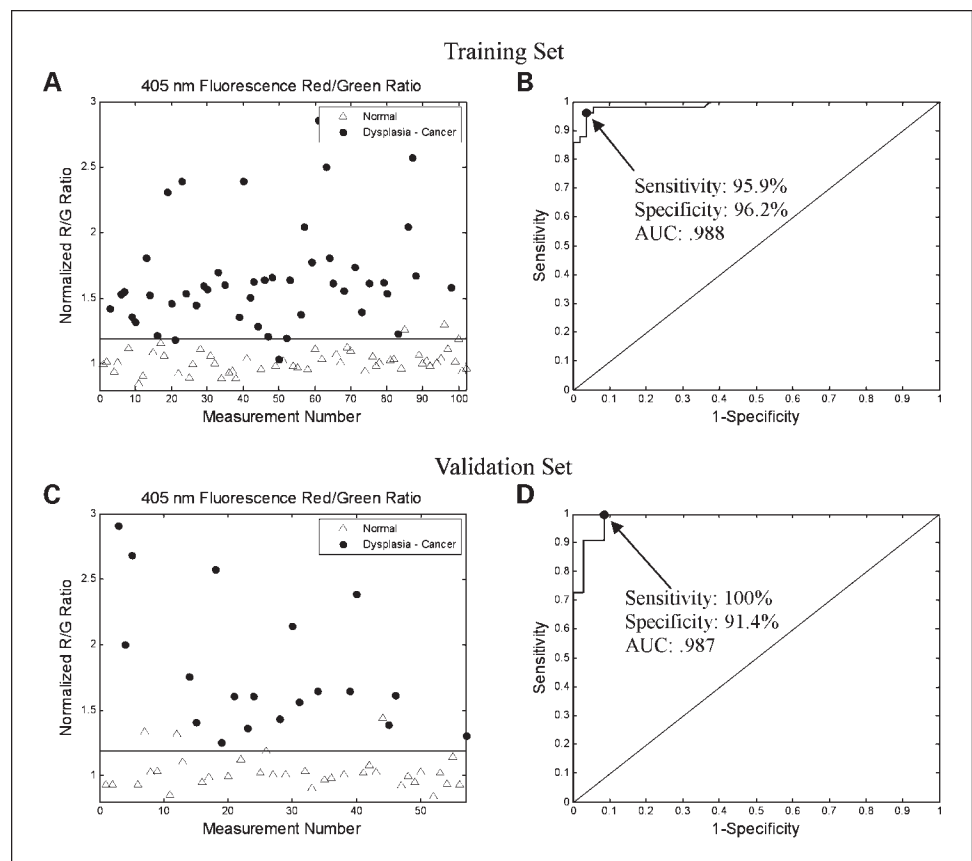 Training Set
A
405 nm Fluorescence Red/Green Ratio
3
2.5
2
1.5
1
Normalized R/G Ratio
Normal
Dysplasia - Cancer
0 10 20 30 40 50 60 70 80 90 100
Measurement Number
B
1
0.9
0.8
0.7
0.6
0.5
0.4
0.3
0.2
0.1
0
Sensitivity
Sensitivity: 95.9%
Specificity: 96.2%
AUC: .988
0 0.1 0.2 0.3 0.4 0.5 0.6 0.7 0.8 0.9 1
1-Specificity
Validation Set
C
405 nm Fluorescence Red/Green Ratio
3
2.5
2
1.5
1
Normalized R/G Ratio
Normal
Dysplasia - Cancer
0 10 20 30 40 50
Measurement Number
D
1
0.9
0.8
0.7
0.6
0.5
0.4
0.3
0.2
0.1
0
Sensitivity
Sensitivity: 100%
Specificity: 91.4%
AUC: .987
0 0.1 0.2 0.3 0.4 0.5 0.6 0.7 0.8 0.9 1
1-Specificity